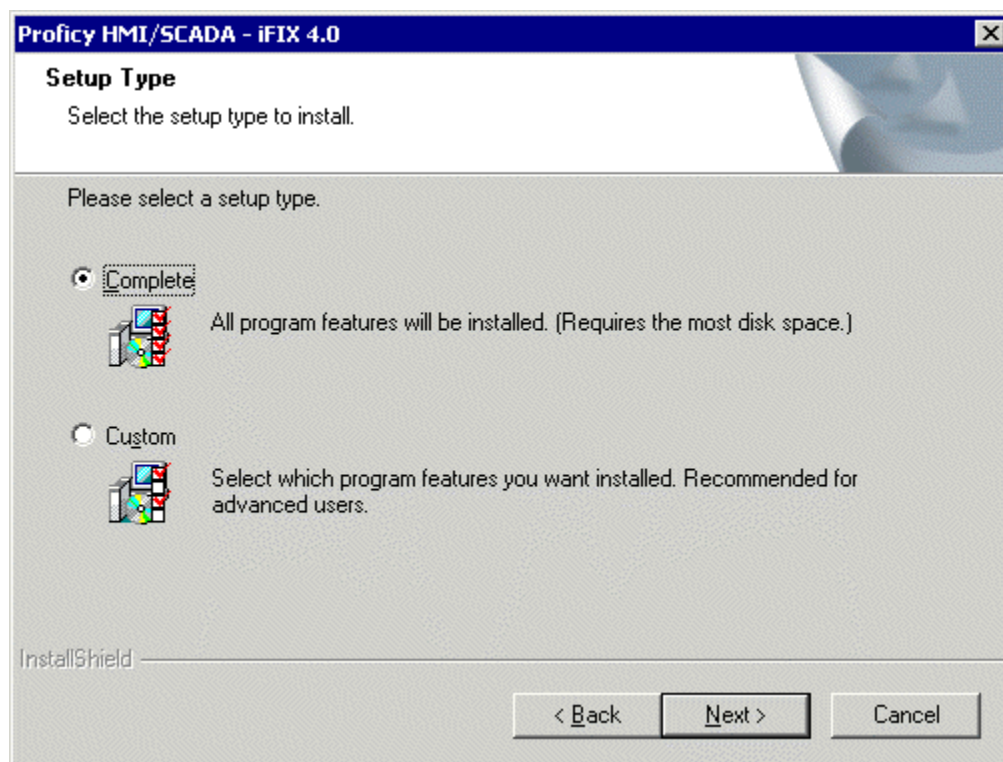 Proficy HMI/SCADA - iFIX 4.0
Setup Type
Select the setup type to install.
Please select a setup type.
Complete
All program features will be installed. (Requires the most disk space.)
Custom
Select which program features you want installed. Recommended for
advanced users.
InstallShield
< Back
Next >
Cancel